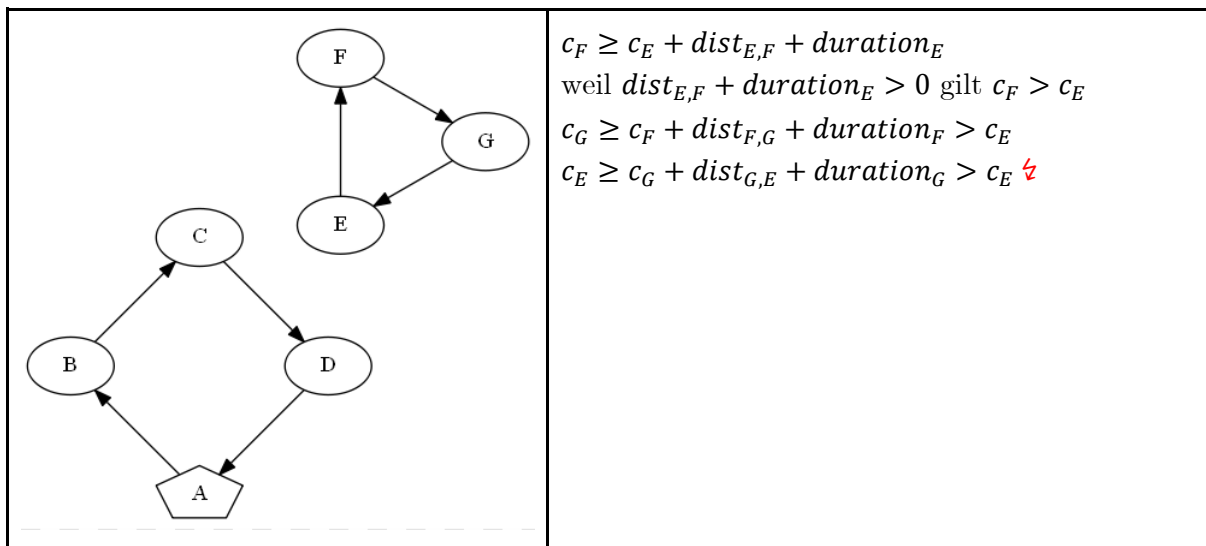 F
G
E
C
B
D
A
c_F ≥ c_E + dist_{E,F} + duration_E
weil dist_{E,F} + duration_E > 0 gilt c_F > c_E
c_G ≥ c_F + dist_{F,G} + duration_F > c_E
c_E ≥ c_G + dist_{G,E} + duration_G > c_E ↯